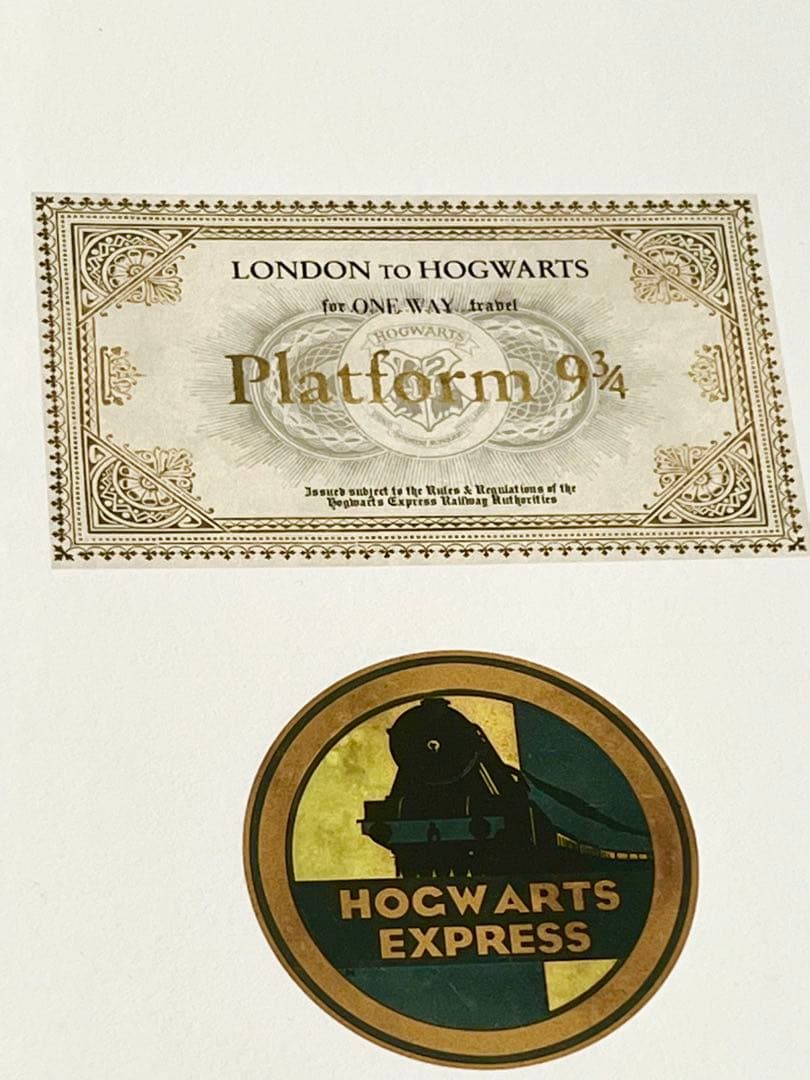 LONDON TO HOGWARTS
for ONE WAY travel
HOGWARTS
Platform 9¾
Issued subject to the Rules & Regulations of the
Hogwarts Express Railway Authorities
HOGWARTS
EXPRESS